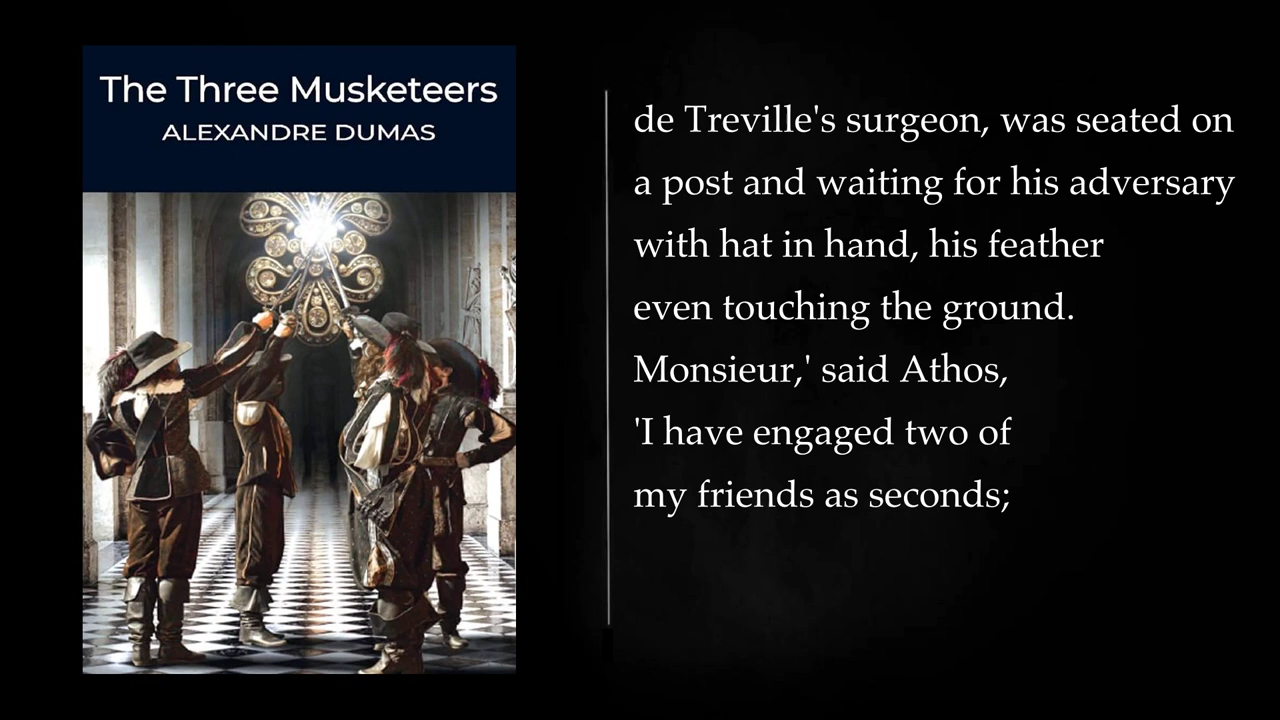 The Three Musketeers
ALEXANDRE DUMAS
de Treville's surgeon, was seated on
a post and waiting for his adversary
with hat in hand, his feather
even touching the ground.
Monsieur,' said Athos,
'I have engaged two of
my friends as seconds;